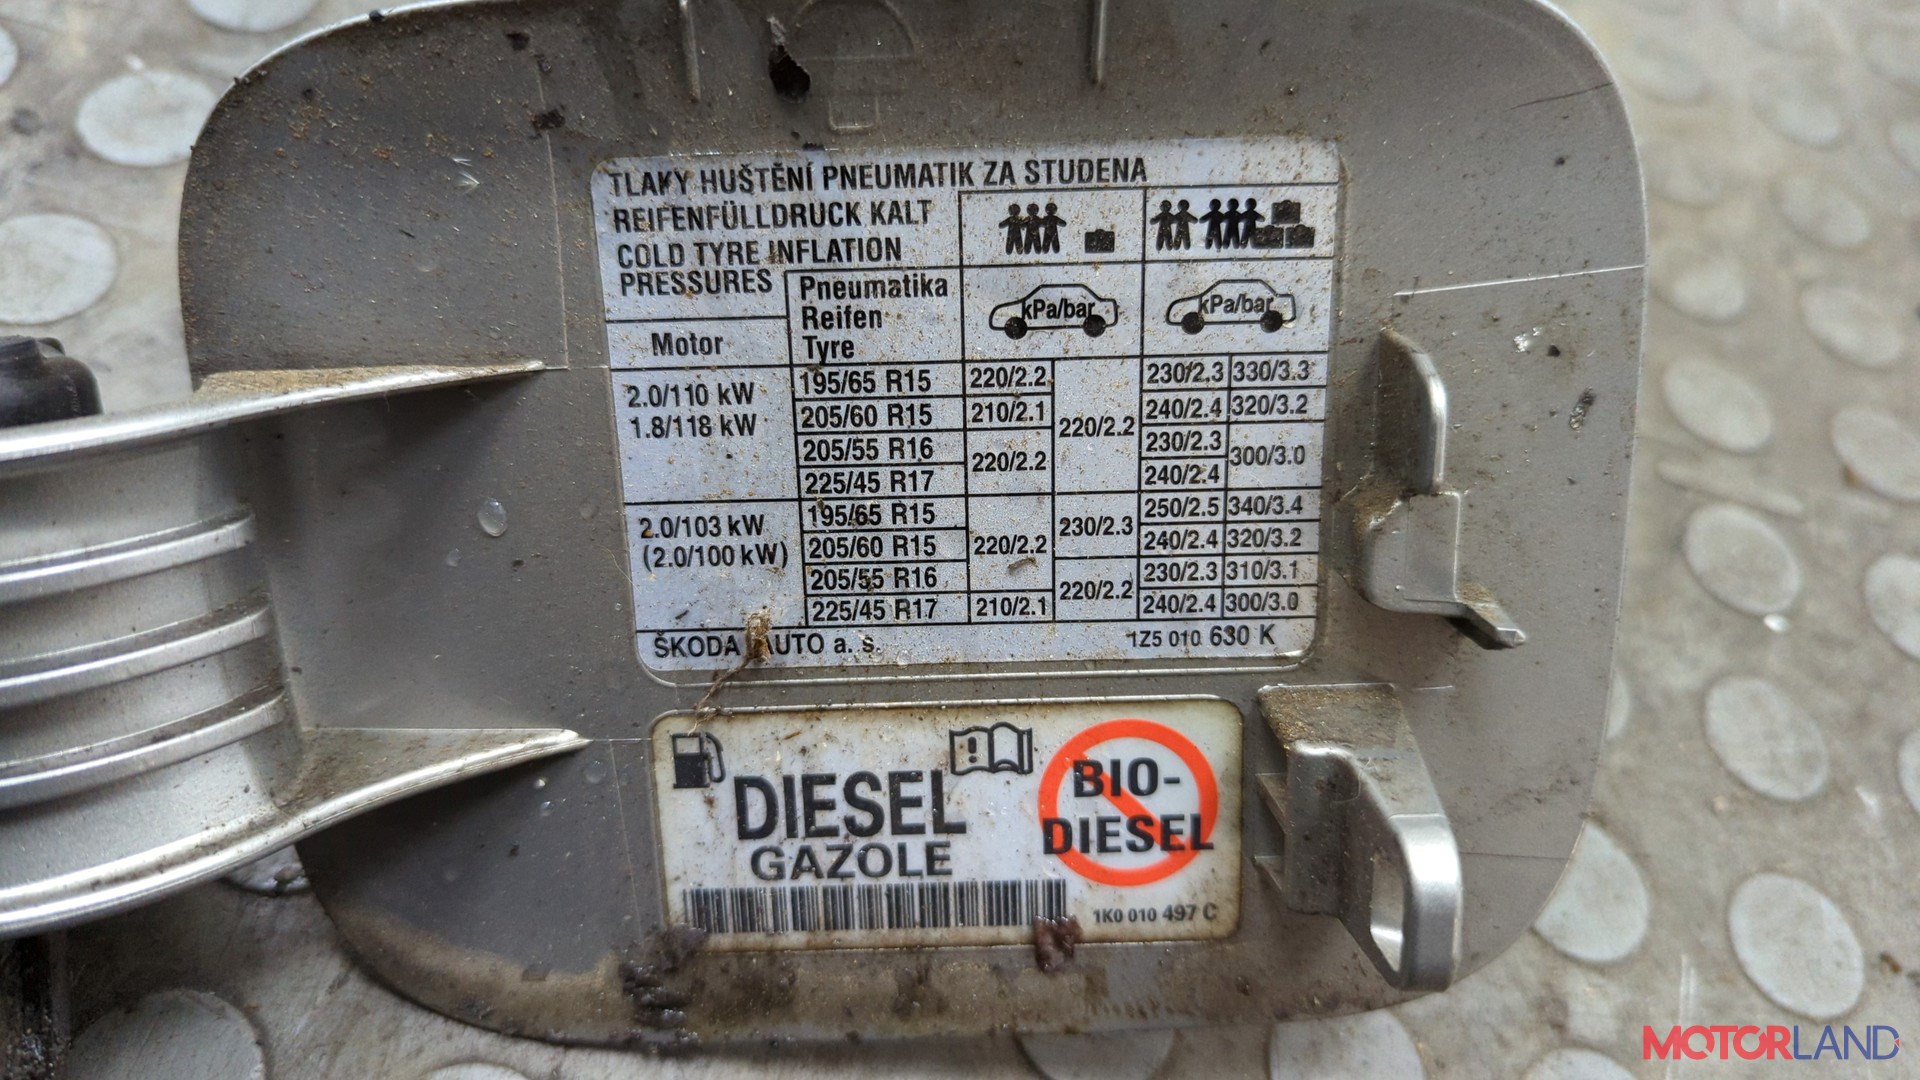 TLAKY HUŠTĚNÍ PNEUMATIK ZA STUDENA
REIFENFÜLLDRUCK KALT
COLD TYRE INFLATION
PRESSURES
Pneumatika
Reifen
Tyre
kPa/bar
kPa/bar
Motor
2.0/110 kW
1.8/118 kW
195/65 R15 220/2.2 230/2.3 330/3.3
205/60 R15 210/2.1 220/2.2 240/2.4 320/3.2
205/55 R16 220/2.2 230/2.3 300/3.0
225/45 R17 240/2.4
2.0/103 kW
(2.0/100 kW)
195/65 R15 250/2.5 340/3.4
205/60 R15 220/2.2 230/2.3 240/2.4 320/3.2
205/55 R16 220/2.2 230/2.3 310/3.1
225/45 R17 210/2.1 240/2.4 300/3.0
ŠKODA AUTO a. s. 1Z5 010 630 K
DIESEL
GAZOLE
BIO-
DIESEL
1K0 010 497 C
MOTORLAND